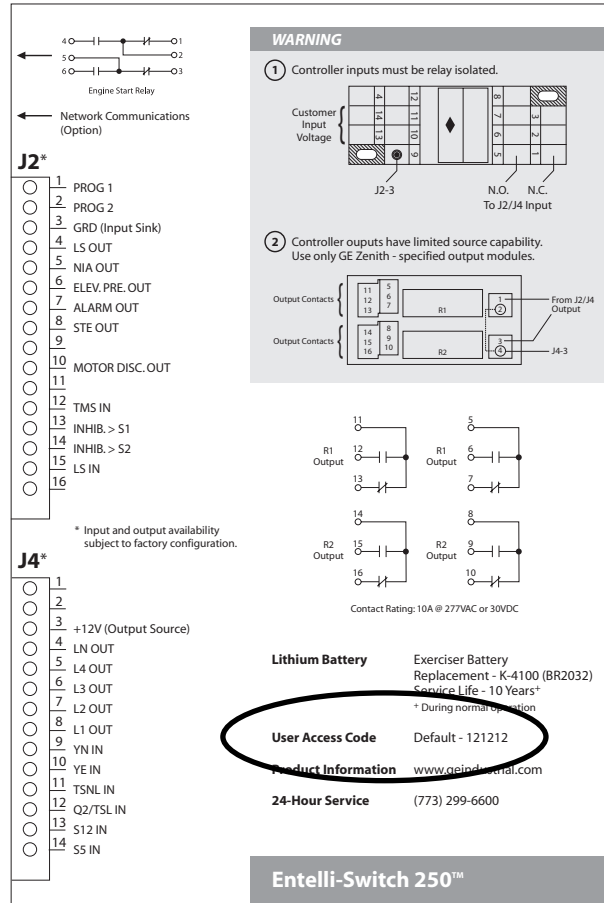 4 1
5 2
6 3
Engine Start Relay
Network Communications
(Option)
J2*
1 PROG 1
2 PROG 2
3 GRD (Input Sink)
4 LS OUT
5 NIA OUT
6 ELEV. PRE. OUT
7 ALARM OUT
8 STE OUT
9
10 MOTOR DISC. OUT
11
12 TMS IN
13 INHIB. > S1
14 INHIB. > S2
15 LS IN
16
* Input and output availability
subject to factory configuration.
J4*
1
2
3 +12V (Output Source)
4 LN OUT
5 L4 OUT
6 L3 OUT
7 L2 OUT
8 L1 OUT
9 YN IN
10 YE IN
11 TSNL IN
12 Q2/TSL IN
13 S12 IN
14 S5 IN
WARNING
1 Controller inputs must be relay isolated.
Customer
Input
Voltage
4 12 8
14 11 7 3
13 10 6 2
9 5 1
J2-3
N.O. N.C.
To J2/J4 Input
2 Controller ouputs have limited source capability.
Use only GE Zenith - specified output modules.
Output Contacts
11 5
12 6
13 7
R1
1
2
From J2/J4
Output
Output Contacts
14 8
15 9
16 10
R2
3
4
J4-3
11
R1 12
Output
13
5
R1 6
Output
7
14
R2 15
Output
16
8
R2 9
Output
10
Contact Rating: 10A @ 277VAC or 30VDC
Lithium Battery Exerciser Battery
Replacement - K-4100 (BR2032)
Service Life - 10 Years+
+ During normal operation
User Access Code Default - 121212
Product Information www.geindustrial.com
24-Hour Service (773) 299-6600
Entelli-Switch 250™